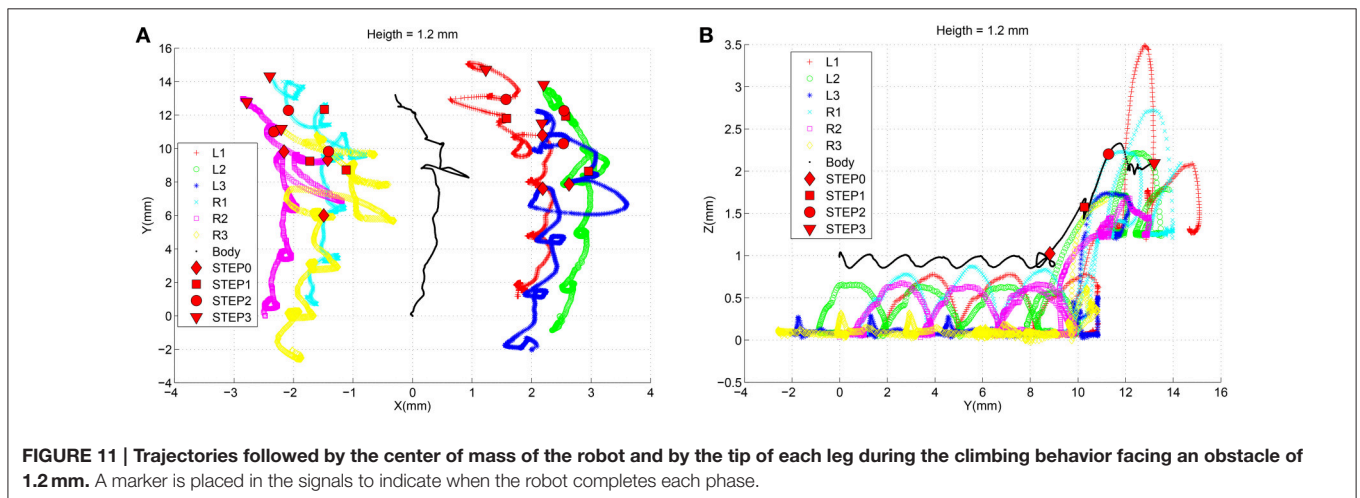 A
Heigth = 1.2 mm
16
14
12
10
8
6
4
2
0
−2
−4
Y(mm)
L1
L2
L3
R1
R2
R3
Body
STEP0
STEP1
STEP2
STEP3
−4 −3 −2 −1 0 1 2 3 4
X(mm)
B
Heigth = 1.2 mm
3.5
3
2.5
2
1.5
1
0.5
0
−0.5
Z(mm)
L1
L2
L3
R1
R2
R3
Body
STEP0
STEP1
STEP2
STEP3
−4 −2 0 2 4 6 8 10 12 14 16
Y(mm)
FIGURE 11 | Trajectories followed by the center of mass of the robot and by the tip of each leg during the climbing behavior facing an obstacle of
1.2 mm. A marker is placed in the signals to indicate when the robot completes each phase.